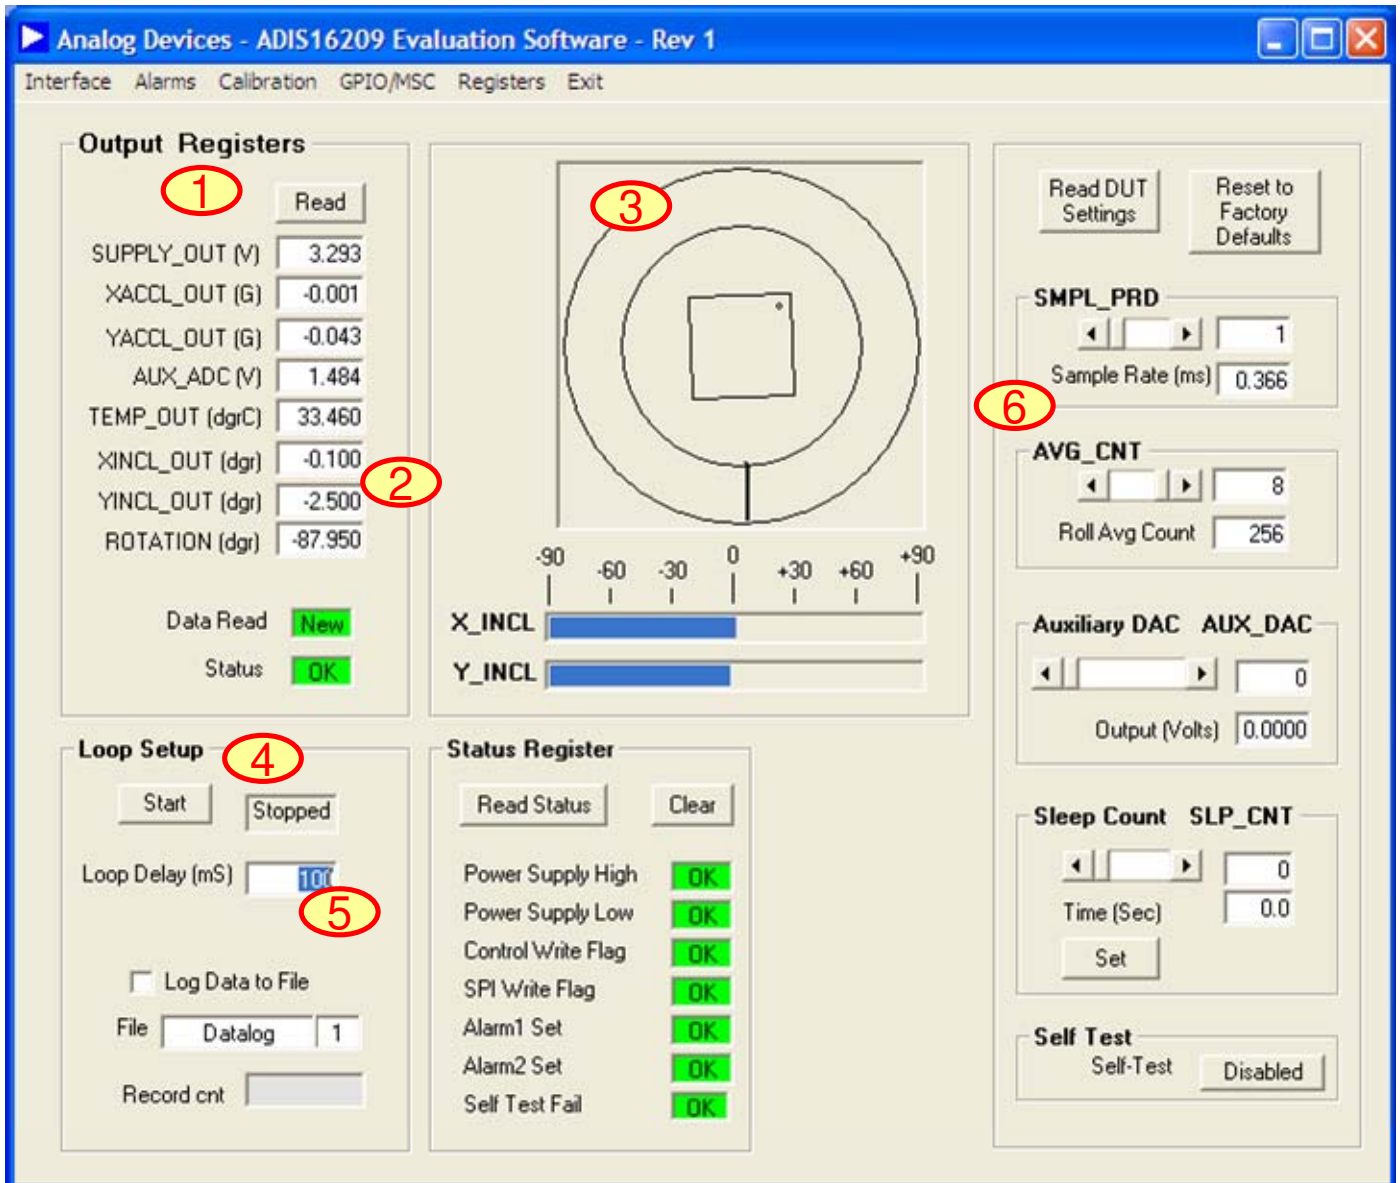 Analog Devices - ADIS16209 Evaluation Software - Rev 1
Interface Alarms Calibration GPIO/MSC Registers Exit
Output Registers
1
Read
SUPPLY_OUT (V) 3.293
XACCL_OUT (G) -0.001
YACCL_OUT (G) -0.043
AUX_ADC (V) 1.484
TEMP_OUT (dgrC) 33.460
XINCL_OUT (dgr) -0.100
2
YINCL_OUT (dgr) -2.500
ROTATION (dgr) -87.950
Data Read New
Status OK
3
-90 -60 -30 0 +30 +60 +90
X_INCL
Y_INCL
Read DUT Settings
Reset to Factory Defaults
SMPL_PRD
1
Sample Rate (ms) 0.366
6
AVG_CNT
8
Roll Avg Count 256
Auxiliary DAC AUX_DAC
0
Output (Volts) 0.0000
Sleep Count SLP_CNT
0
Time (Sec) 0.0
Set
Self Test
Self-Test Disabled
Loop Setup
4
Start Stopped
Loop Delay (mS) 100
5
Log Data to File
File Datalog 1
Record cnt
Status Register
Read Status Clear
Power Supply High OK
Power Supply Low OK
Control Write Flag OK
SPI Write Flag OK
Alarm1 Set OK
Alarm2 Set OK
Self Test Fail OK